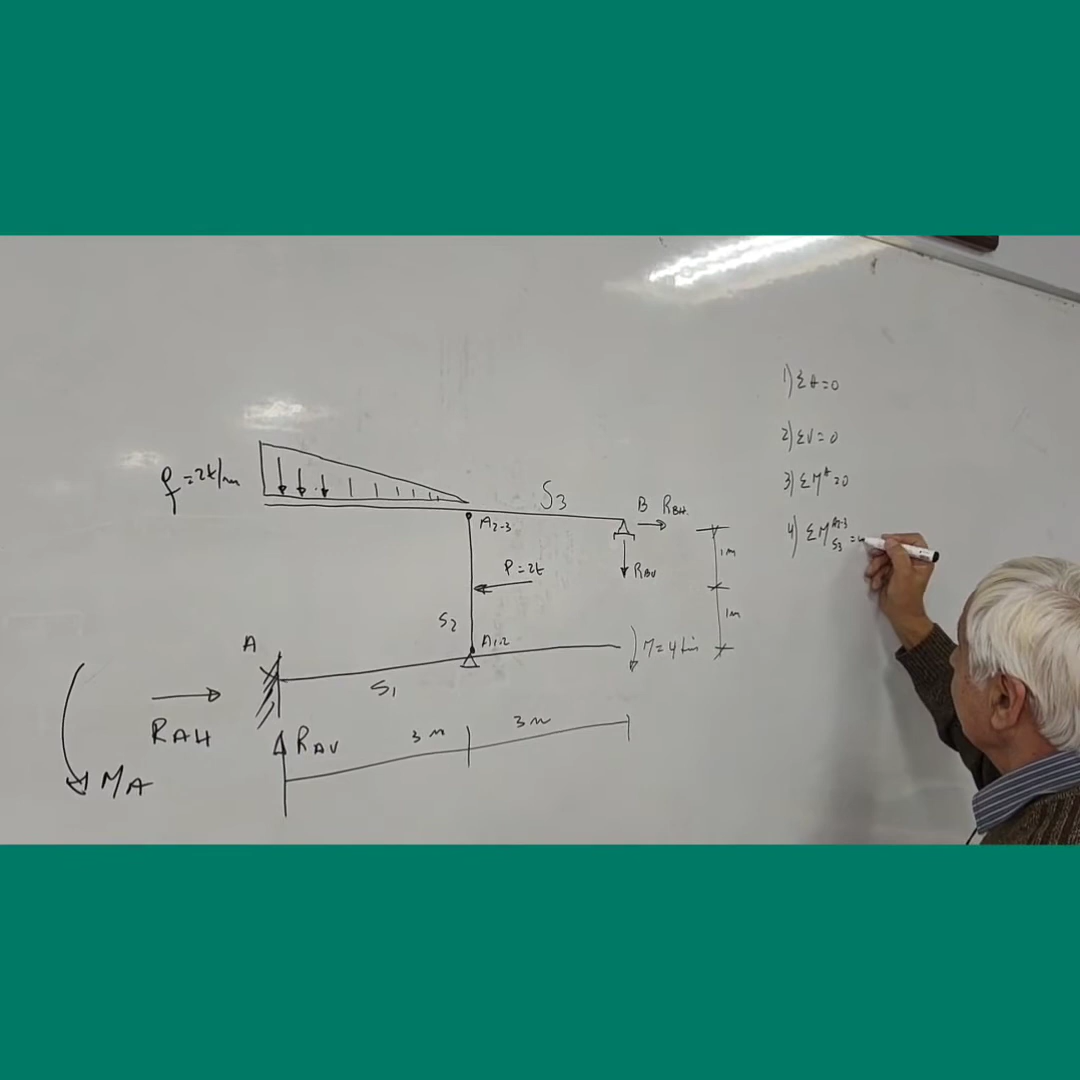 1) ΣH=0
2) ΣV=0
3) ΣM^A=0
4) ΣM^{A2-3}_{S3}=
q=2t/m
S3
B RBH
A2-3
P=2t
RBV
1m
S2
1m
A
A1-2
M=4tm
S1
RAH
RAV
3m
3m
MA